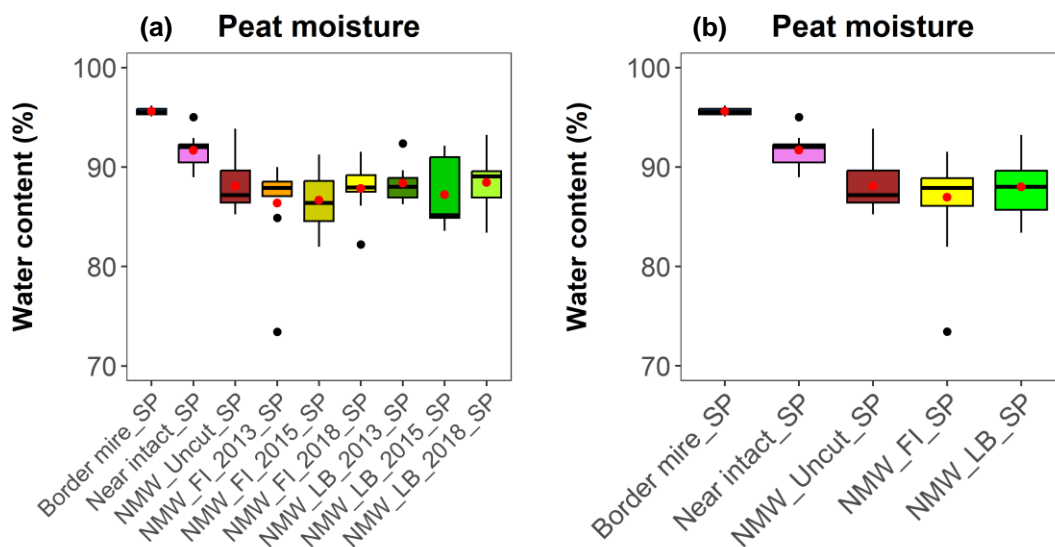 (a) Peat moisture
Water content (%)
100
90
80
70
Border mire_SP
Near intact_SP
NMW_Uncut_SP
NMW_FI_2013_SP
NMW_FI_2015_SP
NMW_FI_2018_SP
NMW_LB_2013_SP
NMW_LB_2015_SP
NMW_LB_2018_SP
(b) Peat moisture
Water content (%)
100
90
80
70
Border mire_SP
Near intact_SP
NMW_Uncut_SP
NMW_FI_SP
NMW_LB_SP